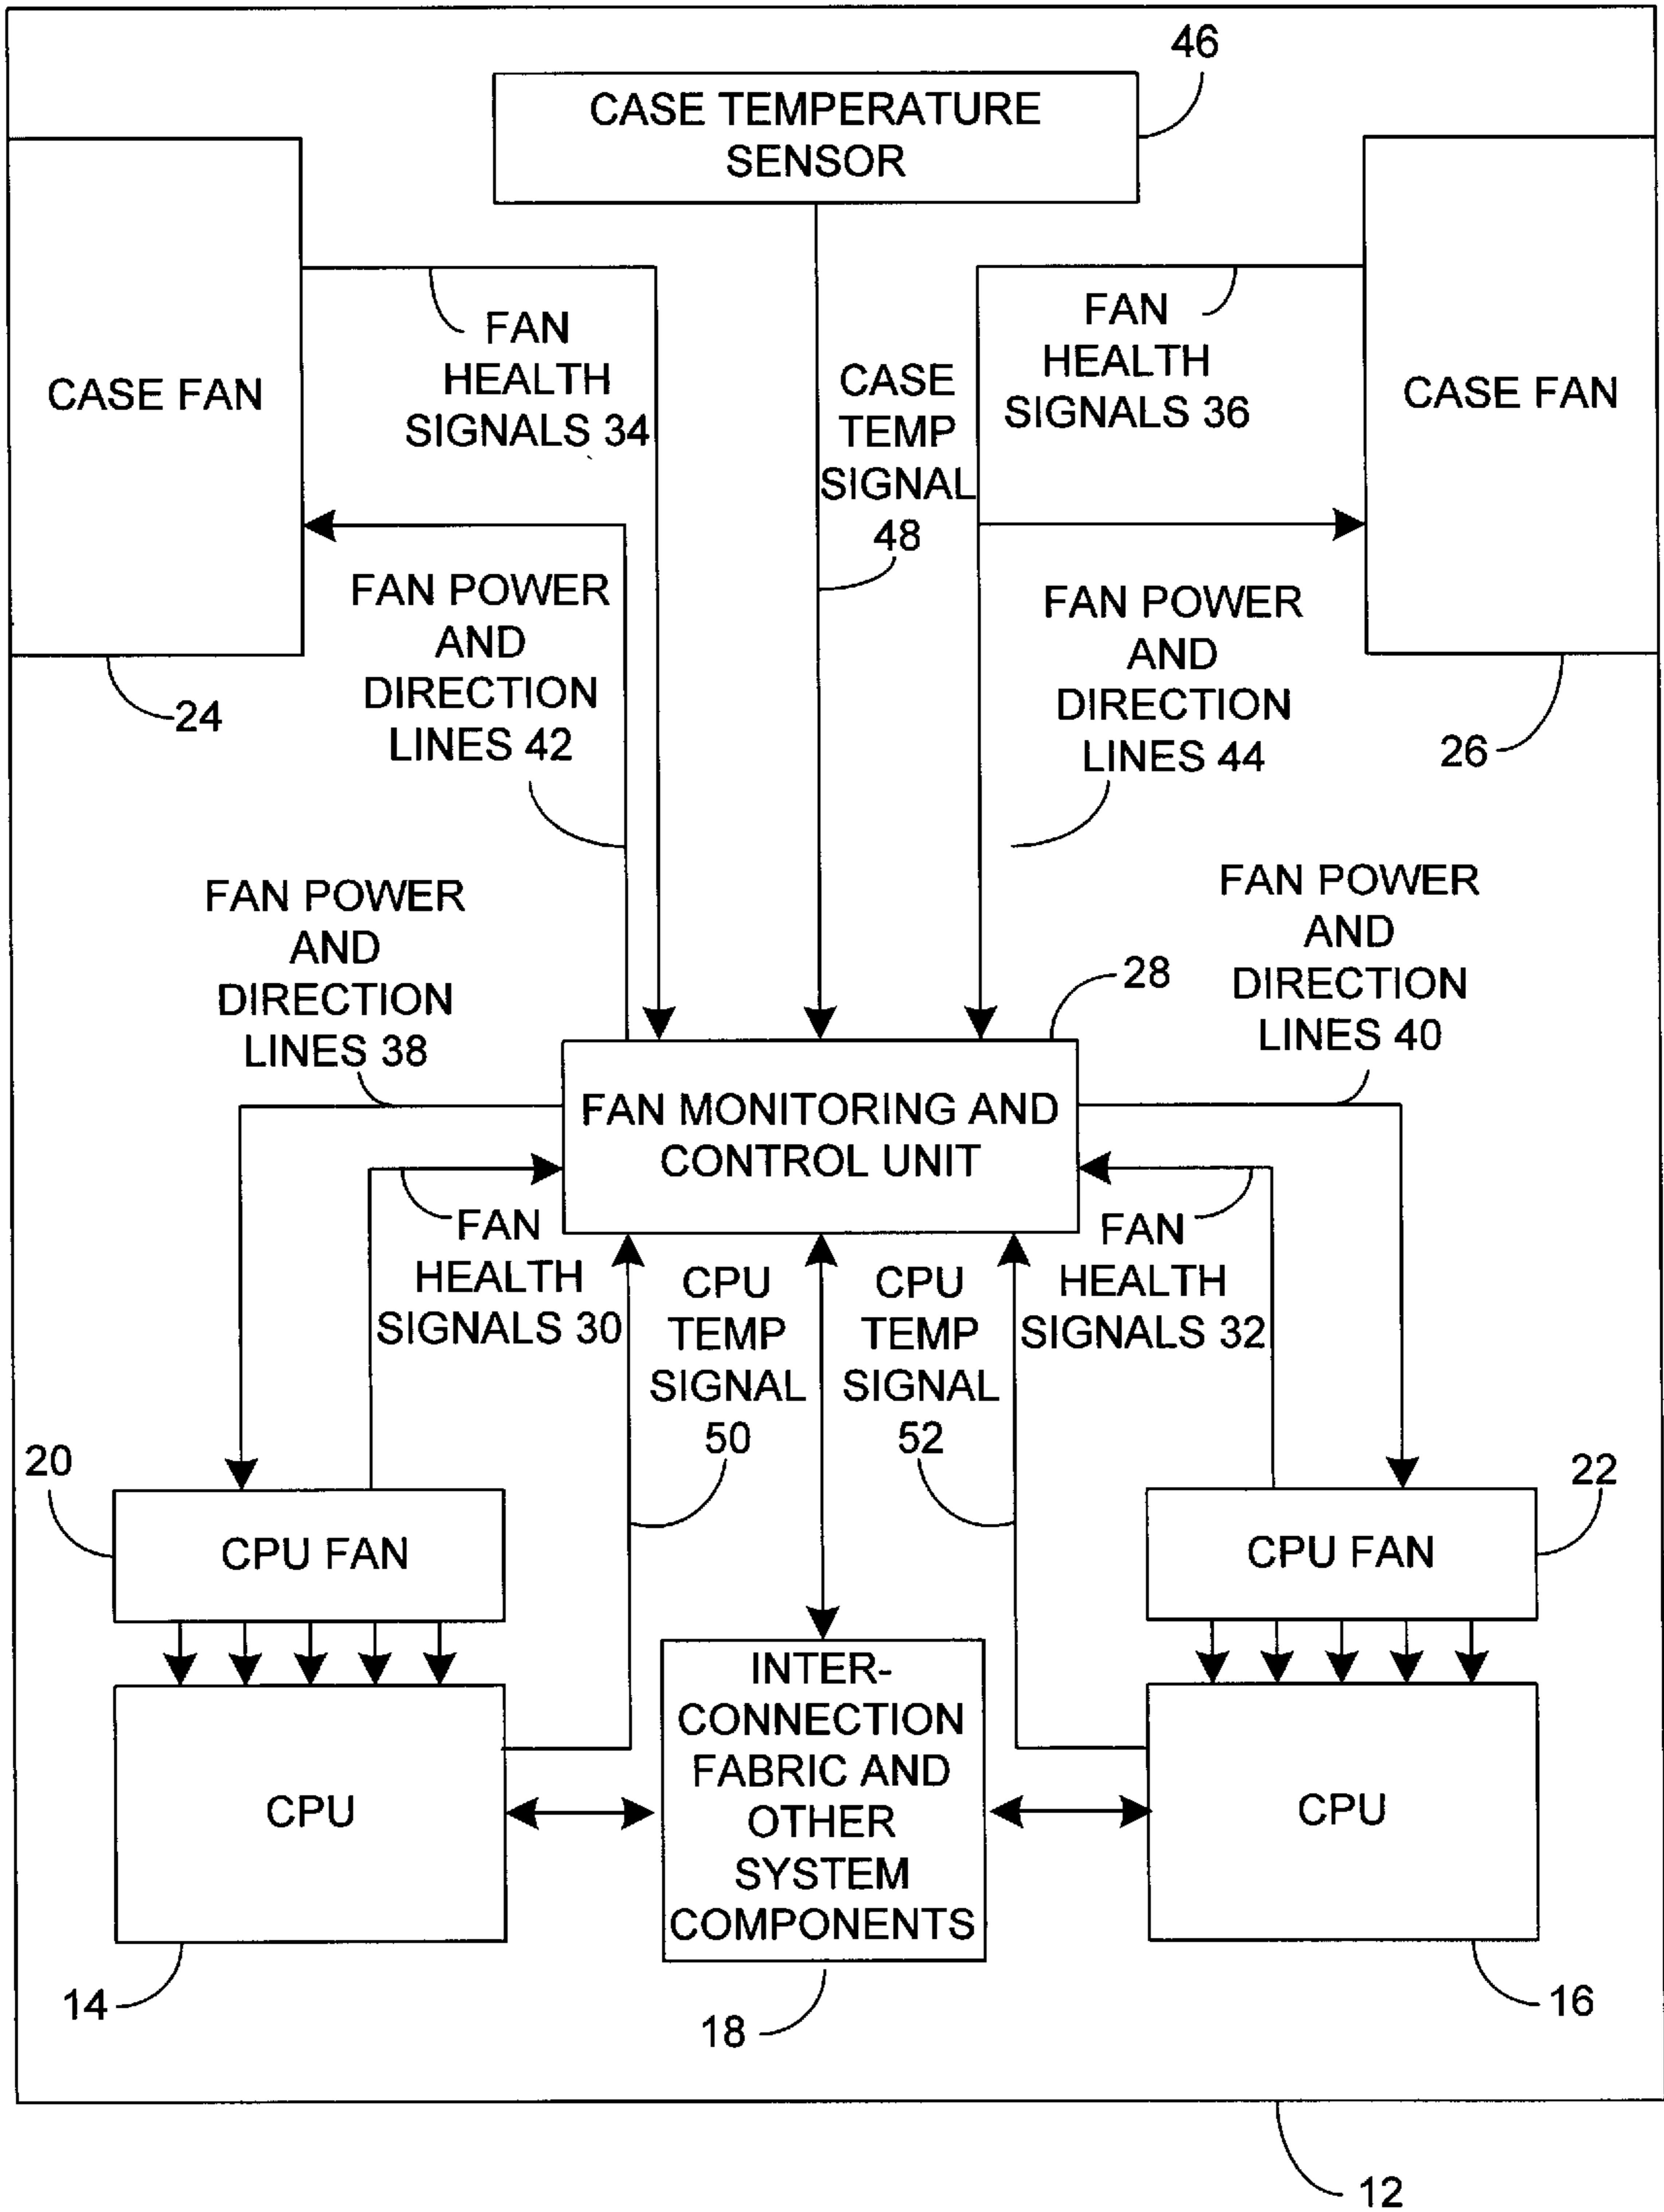 46
CASE TEMPERATURE
SENSOR
FAN
HEALTH
SIGNALS 34
CASE FAN
CASE
TEMP
SIGNAL
48
FAN
HEALTH
SIGNALS 36
CASE FAN
FAN POWER
AND
DIRECTION
LINES 42
24
FAN POWER
AND
DIRECTION
LINES 44
26
FAN POWER
AND
DIRECTION
LINES 38
28
FAN POWER
AND
DIRECTION
LINES 40
FAN MONITORING AND
CONTROL UNIT
FAN
HEALTH
SIGNALS 30
CPU
TEMP
SIGNAL
50
CPU
TEMP
SIGNAL
52
FAN
HEALTH
SIGNALS 32
20
CPU FAN
22
CPU FAN
CPU
INTER-
CONNECTION
FABRIC AND
OTHER
SYSTEM
COMPONENTS
CPU
14
18
16
12